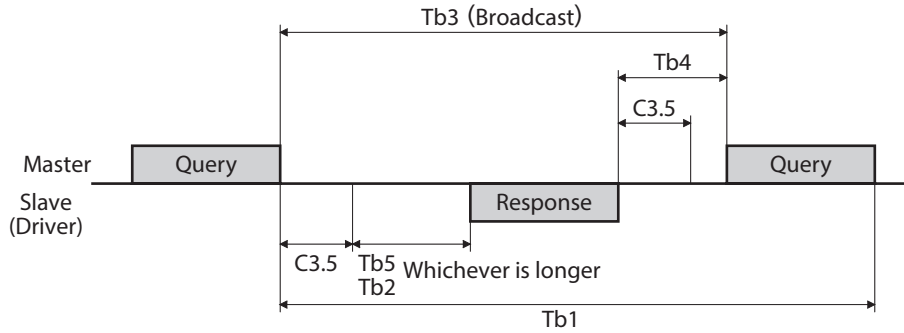 Tb3 (Broadcast)
Tb4
C3.5
Master
Query
Query
Slave
(Driver)
Response
C3.5
Tb5
Tb2
Whichever is longer
Tb1